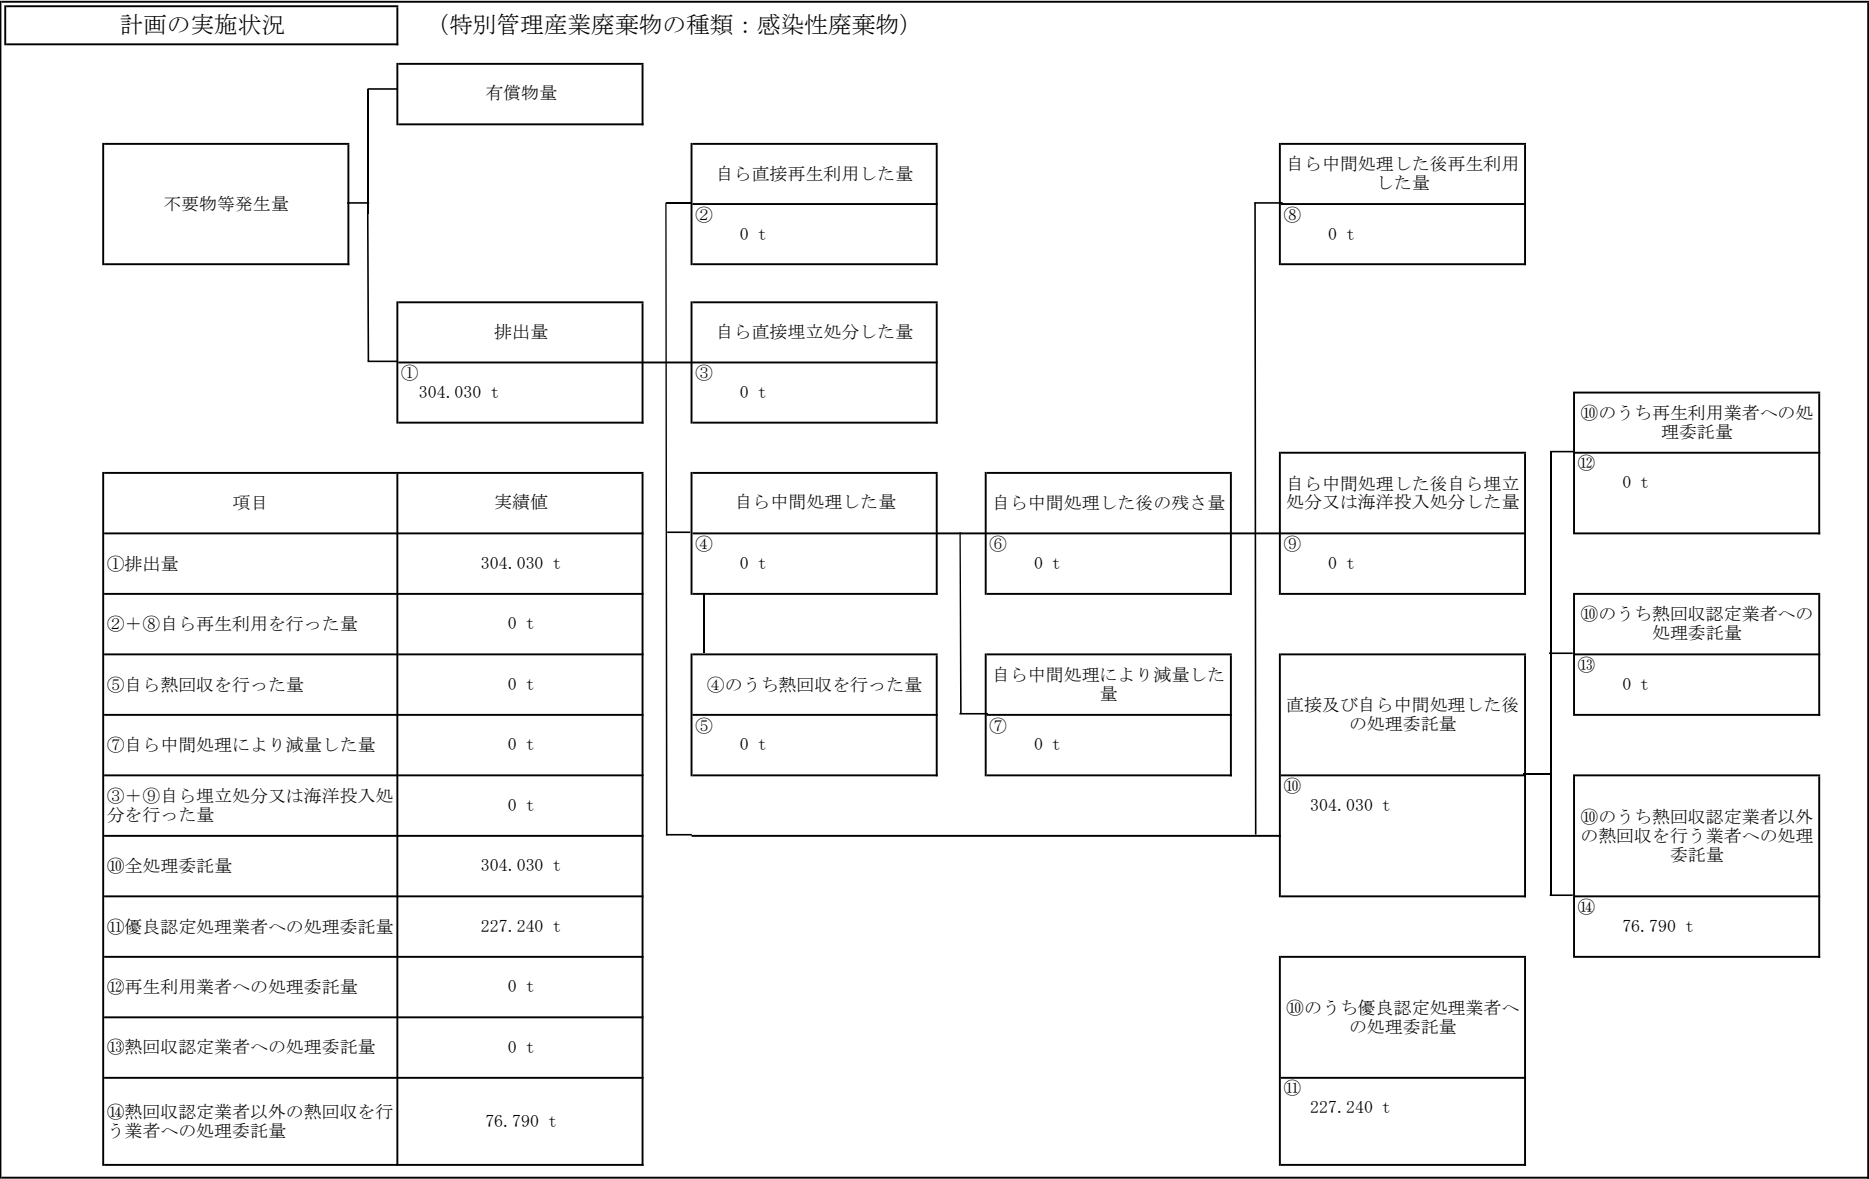 計画の実施状況
（特別管理産業廃棄物の種類：感染性廃棄物）
有償物量
不要物等発生量
自ら直接再生利用した量
②
0 t
自ら中間処理した後再生利用
した量
⑧
0 t
排出量
①
304.030 t
自ら直接埋立処分した量
③
0 t
⑩のうち再生利用業者への処
理委託量
⑫
0 t
自ら中間処理した量
④
0 t
自ら中間処理した後の残さ量
⑥
0 t
自ら中間処理した後自ら埋立
処分又は海洋投入処分した量
⑨
0 t
⑩のうち熱回収認定業者への
処理委託量
⑬
0 t
④のうち熱回収を行った量
⑤
0 t
自ら中間処理により減量した
量
⑦
0 t
直接及び自ら中間処理した後
の処理委託量
⑩
304.030 t
⑩のうち熱回収認定業者以外
の熱回収を行う業者への処理
委託量
⑭
76.790 t
⑩のうち優良認定処理業者へ
の処理委託量
⑪
227.240 t
項目 実績値
①排出量 304.030 t
②＋⑧自ら再生利用を行った量 0 t
⑤自ら熱回収を行った量 0 t
⑦自ら中間処理により減量した量 0 t
③＋⑨自ら埋立処分又は海洋投入処
分を行った量 0 t
⑩全処理委託量 304.030 t
⑪優良認定処理業者への処理委託量 227.240 t
⑫再生利用業者への処理委託量 0 t
⑬熱回収認定業者への処理委託量 0 t
⑭熱回収認定業者以外の熱回収を行
う業者への処理委託量 76.790 t